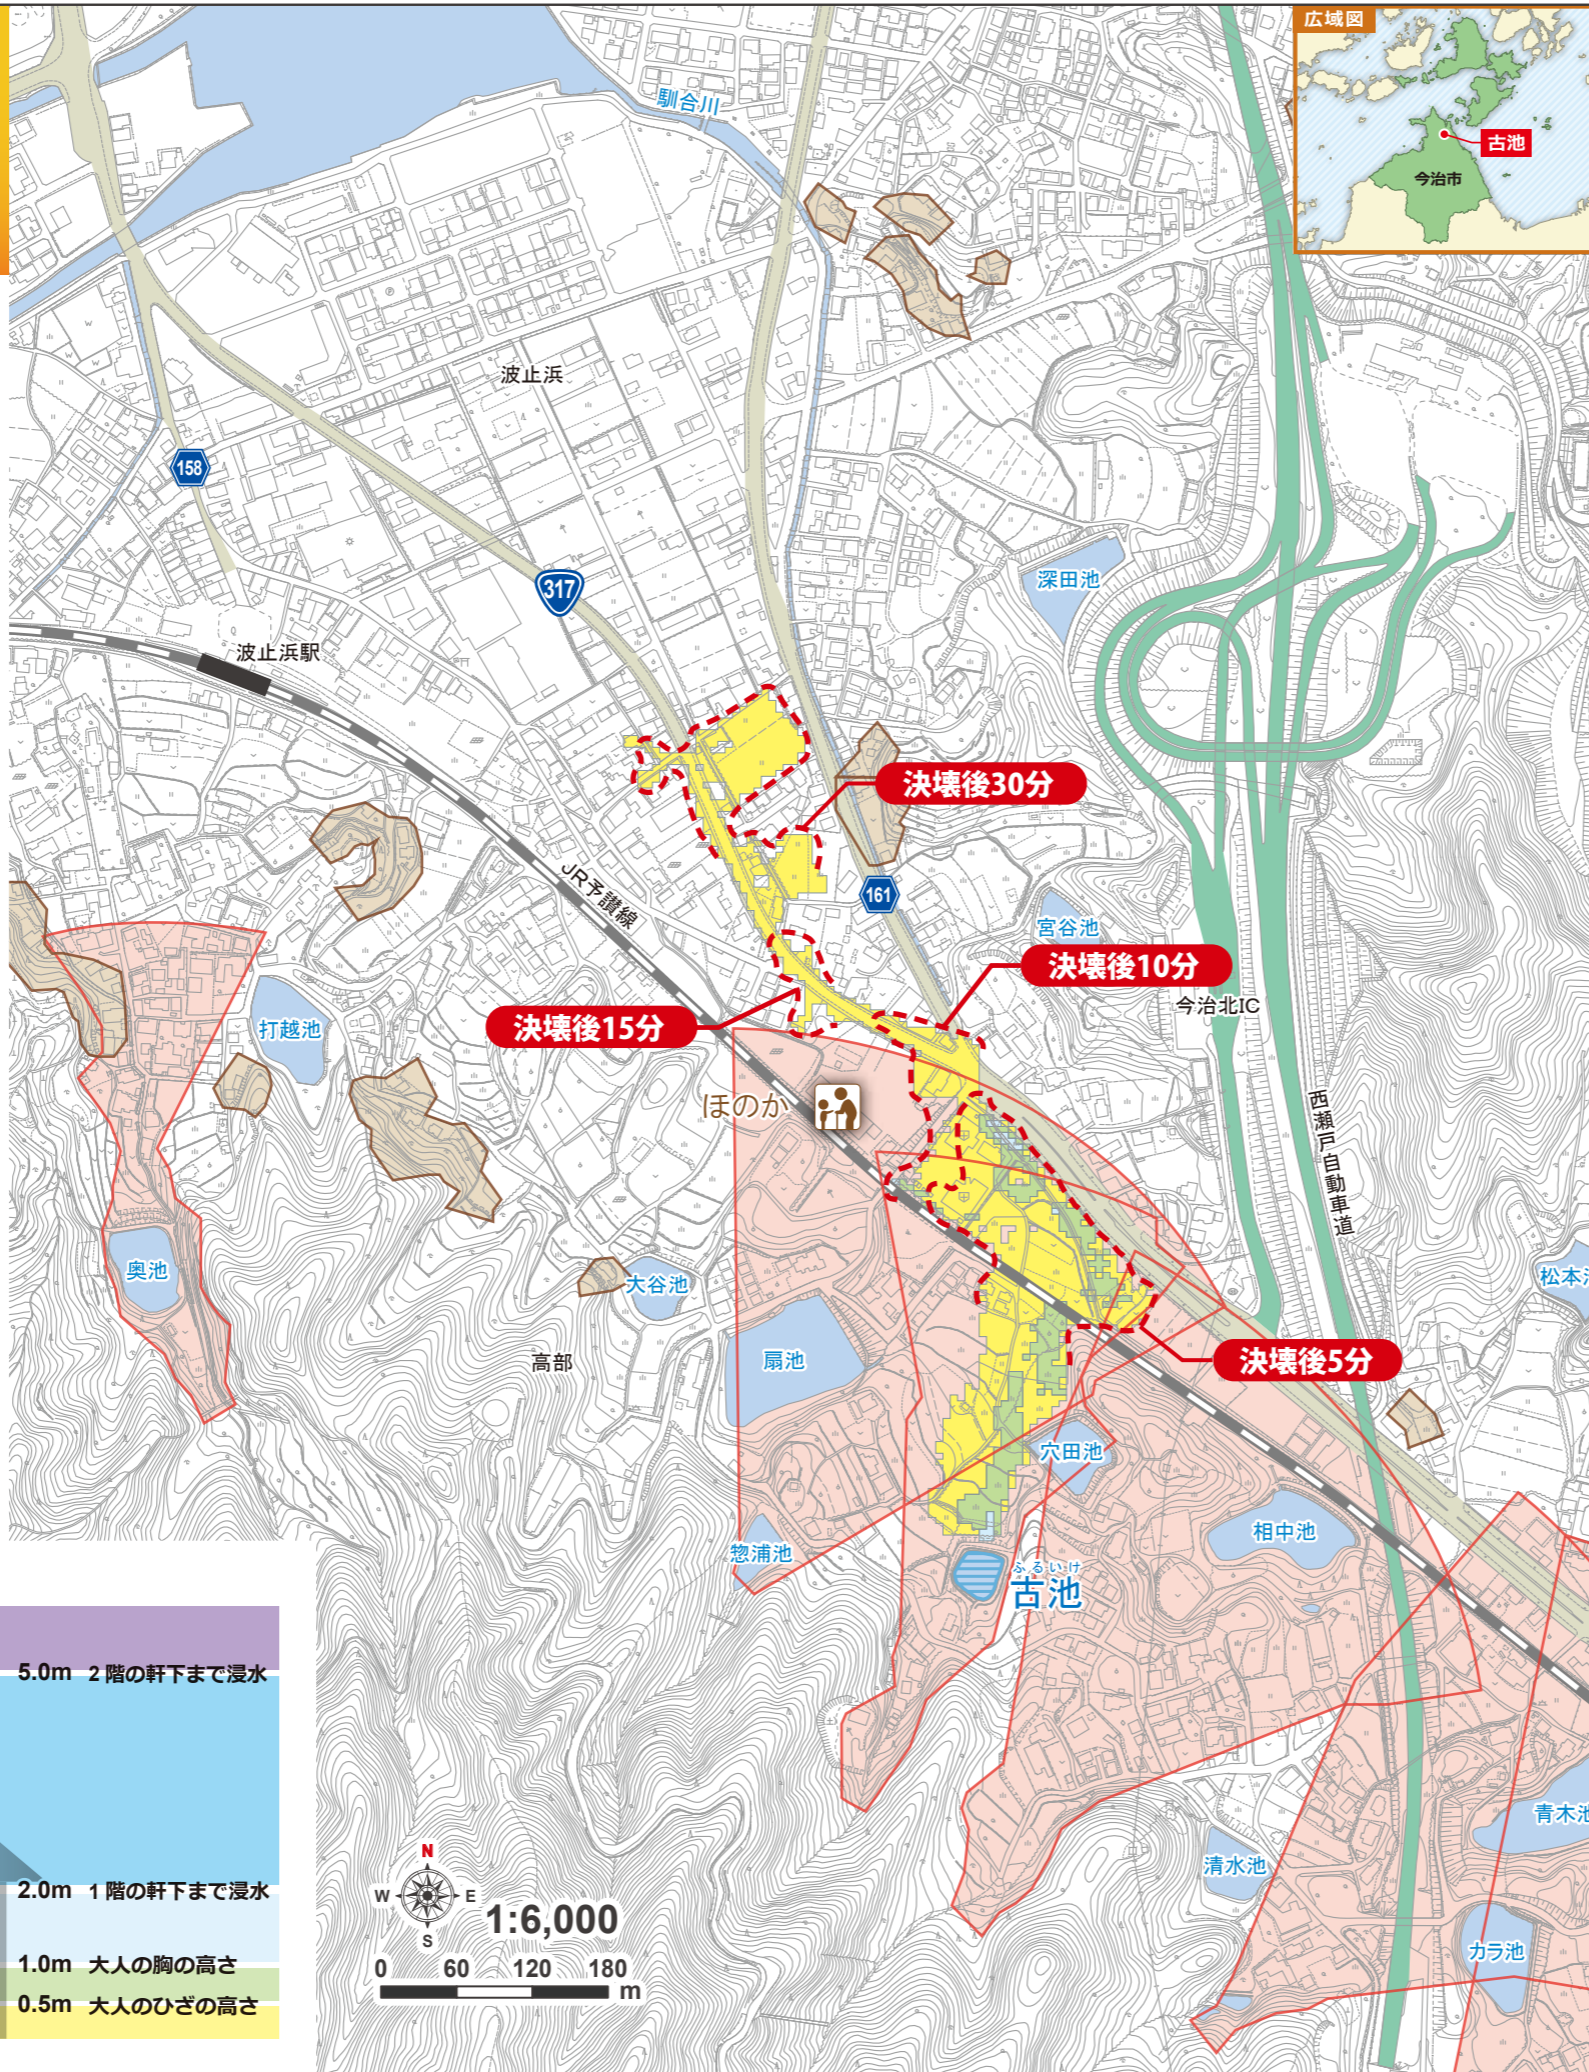 広域図
古池
今治市
馴合川
波止浜
158
317
深田池
波止浜駅
決壊後30分
JR予讃線
161
宮谷池
決壊後10分
今治北IC
打越池
決壊後15分
ほのか
西瀬戸自動車道
奥池
大谷池
松本
高部
扇池
決壊後5分
穴田池
相中池
惣浦池
ふるいけ
古池
5.0m 2階の軒下まで浸水
青木池
清水池
2.0m 1階の軒下まで浸水
N
W E
S
1:6,000
カラ池
1.0m 大人の胸の高さ
0 60 120 180
m
0.5m 大人のひざの高さ